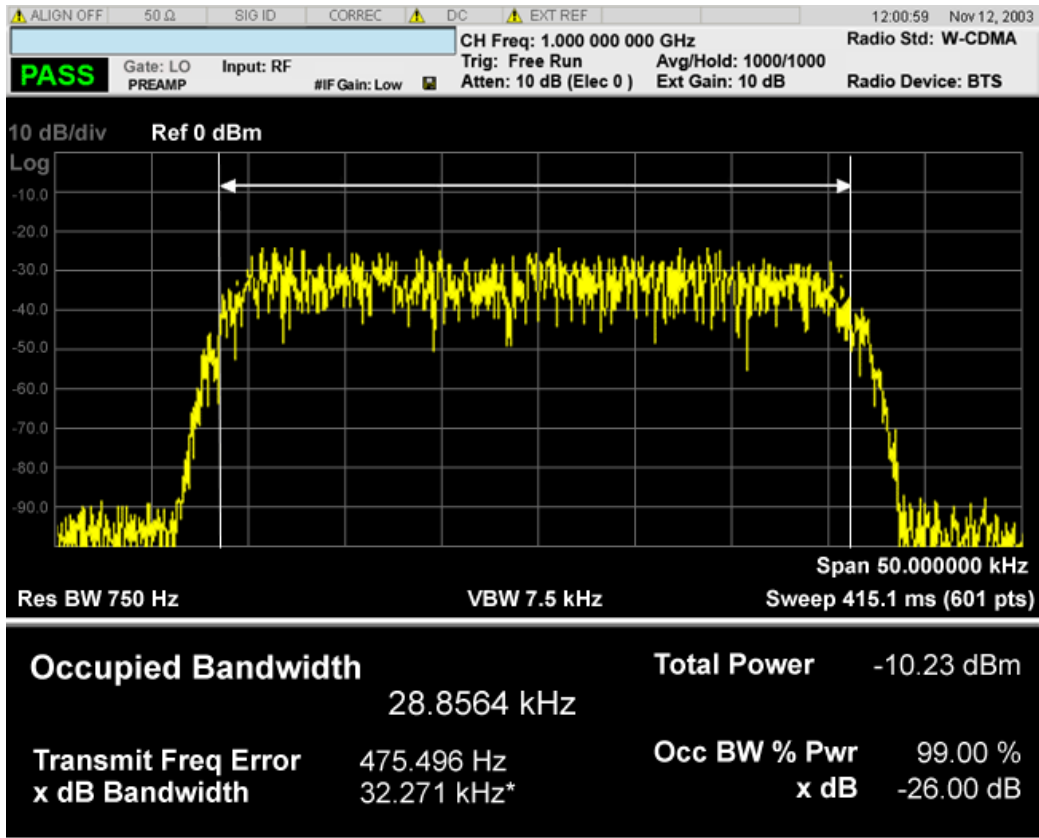 ALIGN OFF 50 Ω SIG ID CORREC DC EXT REF 12:00:59 Nov 12, 2003
CH Freq: 1.000 000 000 GHz Radio Std: W-CDMA
PASS Gate: LO Input: RF Trig: Free Run Avg/Hold: 1000/1000
PREAMP #IF Gain: Low Atten: 10 dB (Elec 0 ) Ext Gain: 10 dB Radio Device: BTS
10 dB/div Ref 0 dBm
Log
-10.0
-20.0
-30.0
-40.0
-50.0
-60.0
-70.0
-80.0
-90.0
Span 50.000000 kHz
Res BW 750 Hz VBW 7.5 kHz Sweep 415.1 ms (601 pts)
Occupied Bandwidth Total Power -10.23 dBm
28.8564 kHz
Transmit Freq Error 475.496 Hz Occ BW % Pwr 99.00 %
x dB Bandwidth 32.271 kHz* x dB -26.00 dB